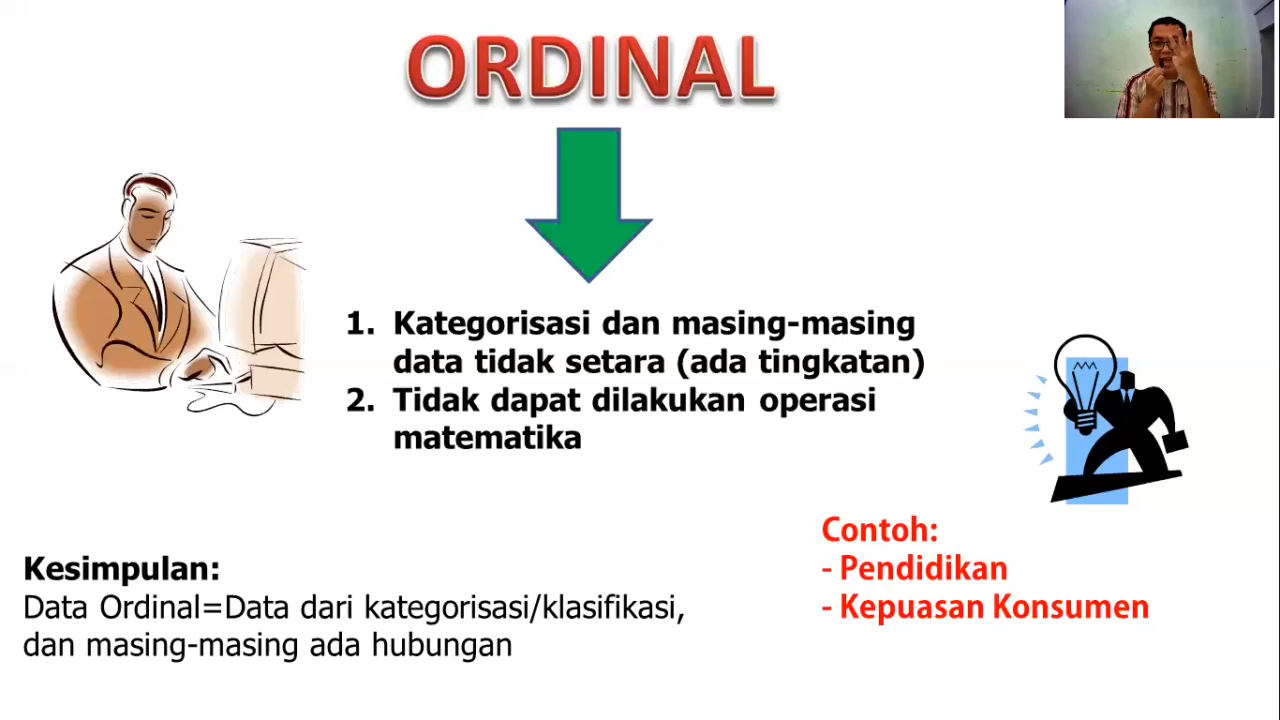 ORDINAL
1. Kategorisasi dan masing-masing
data tidak setara (ada tingkatan)
2. Tidak dapat dilakukan operasi
matematika
Contoh:
- Pendidikan
- Kepuasan Konsumen
Kesimpulan:
Data Ordinal=Data dari kategorisasi/klasifikasi,
dan masing-masing ada hubungan